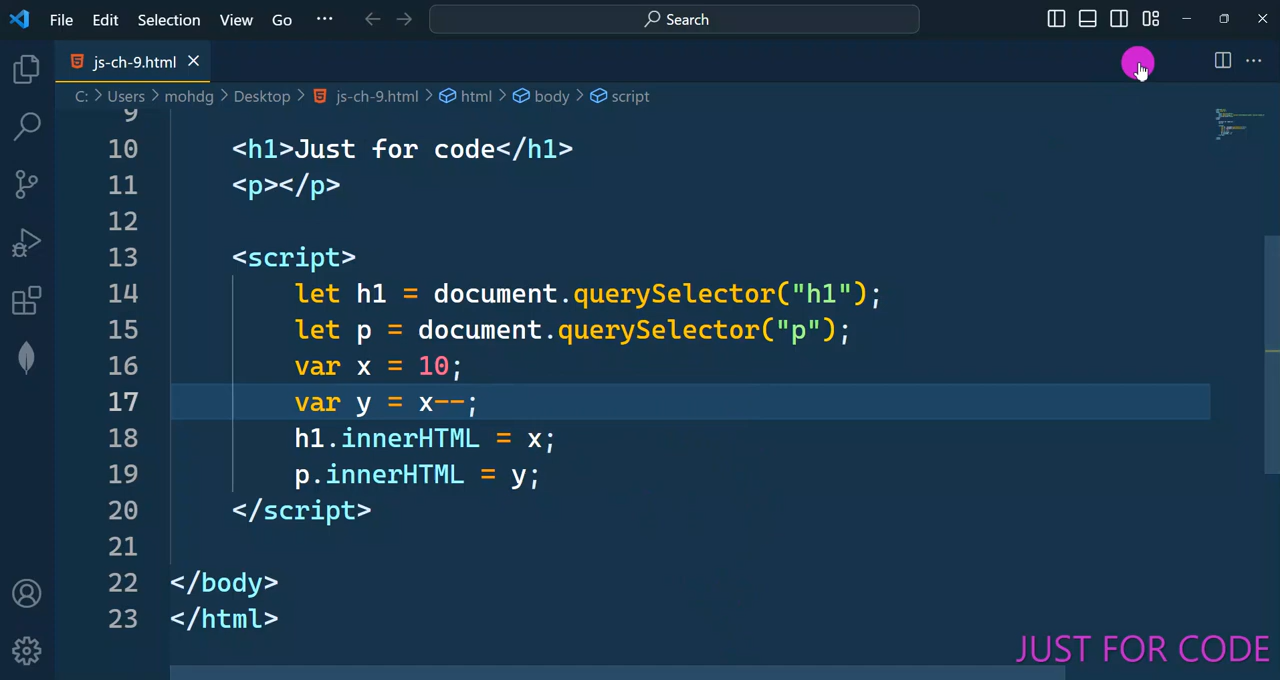 File Edit Selection View Go ··· Search
js-ch-9.html
C: > Users > mohdg > Desktop > js-ch-9.html > html > body > script
9
10 <h1>Just for code</h1>
11 <p></p>
12
13 <script>
14 let h1 = document.querySelector("h1");
15 let p = document.querySelector("p");
16 var x = 10;
17 var y = x--;
18 h1.innerHTML = x;
19 p.innerHTML = y;
20 </script>
21
22 </body>
23 </html>
JUST FOR CODE